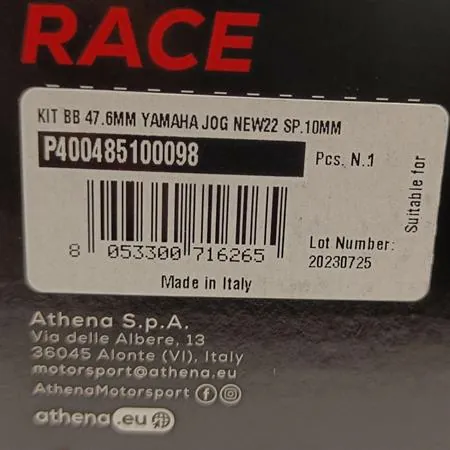 RACE
KIT BB 47.6MM YAMAHA JOG NEW22 SP.10MM
P400485100098
Pcs. N.1
Suitable for
8 053300 716265
Lot Number:
20230725
Made in Italy
Athena S.p.A.
Via delle Albere, 13
36045 Alonte (VI), Italy
motorsport@athena.eu
AthenaMotorsport
athena.eu